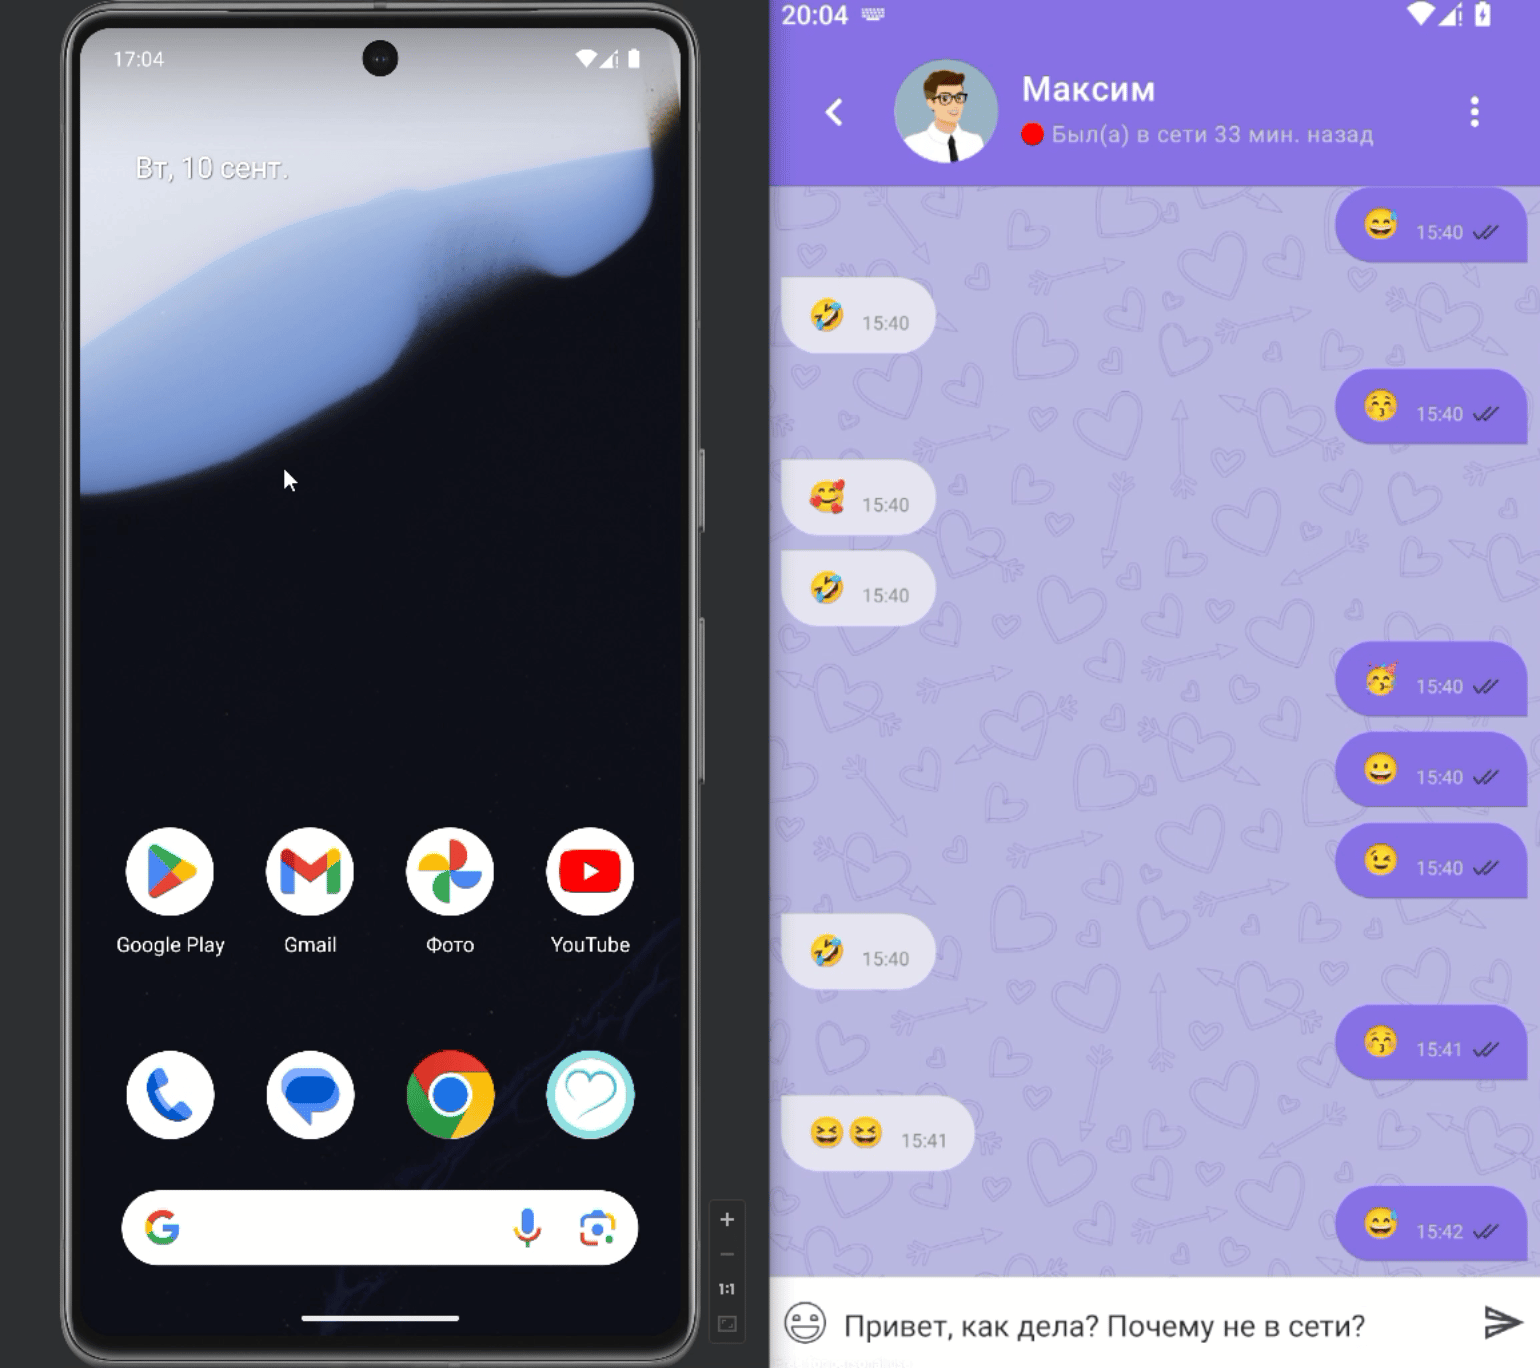 17:04
Вт, 10 сент.
Google Play
Gmail
Фото
YouTube
1:1
20:04
Максим
Был(а) в сети 33 мин. назад
15:40
15:40
15:40
15:40
15:40
15:40
15:40
15:40
15:40
15:41
15:41
15:42
Привет, как дела? Почему не в сети?